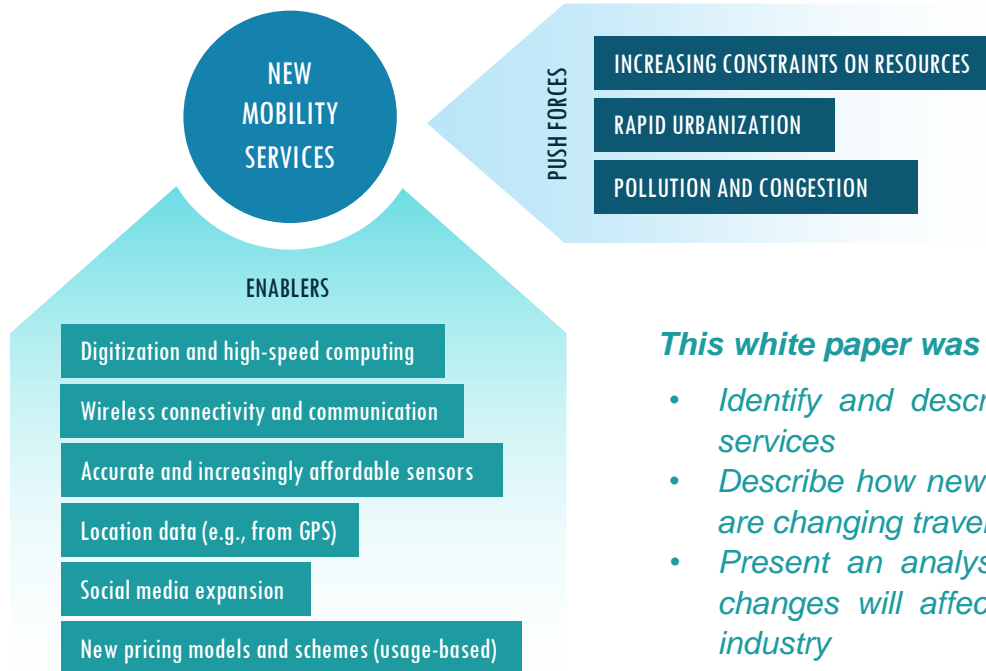 NEW
MOBILITY
SERVICES
PUSH FORCES
INCREASING CONSTRAINTS ON RESOURCES
RAPID URBANIZATION
POLLUTION AND CONGESTION
ENABLERS
Digitization and high-speed computing
Wireless connectivity and communication
Accurate and increasingly affordable sensors
Location data (e.g., from GPS)
Social media expansion
New pricing models and schemes (usage-based)
This white paper was
• Identify and descr
services
• Describe how new
are changing trave
• Present an analys
changes will affec
industry